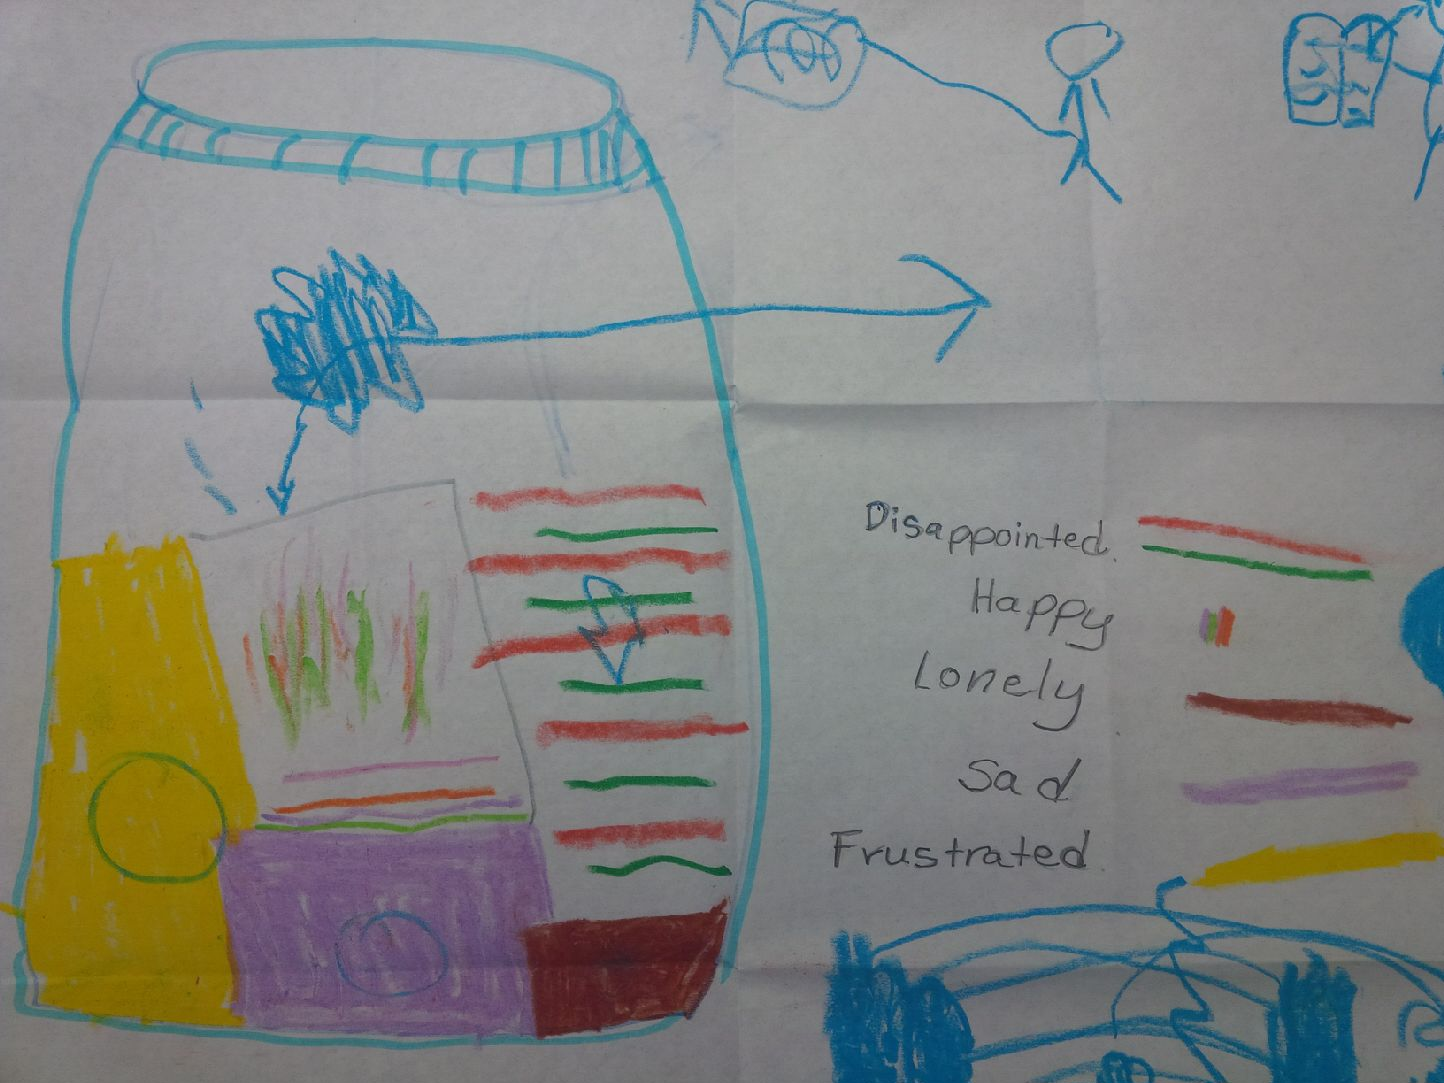 Disappointed.
Happy
Lonely
Sad
Frustrated